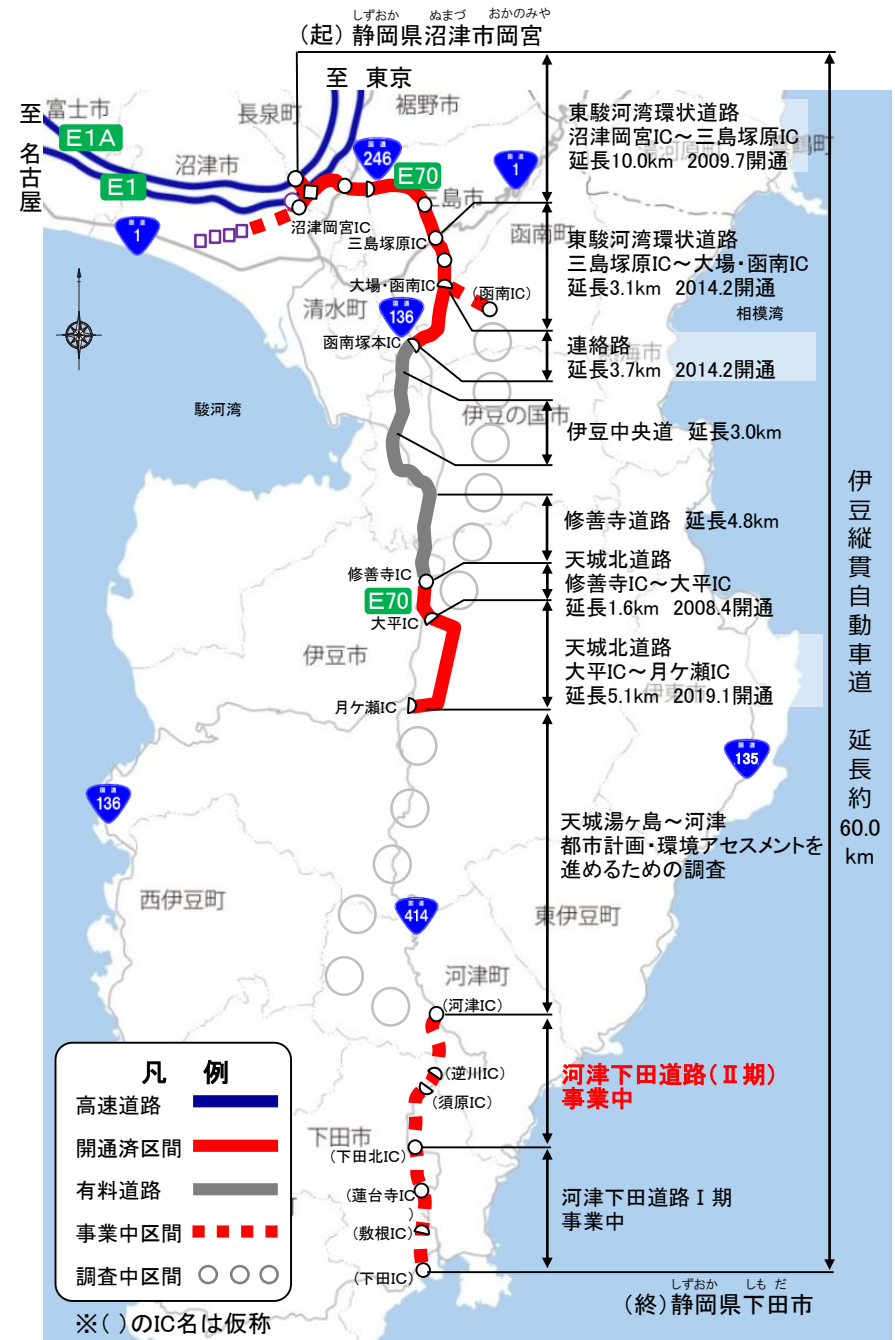 しずおか ぬまづ おかのみや
(起) 静岡県沼津市岡宮
至 東京
至 名古屋
富士市
長泉町
裾野市
E1A
国道
246
沼津市
E1
E70
国道
1
三島市
国道
1
沼津岡宮IC
三島塚原IC
函南町
大場・函南IC
(函南IC)
清水町
国道
136
相模湾
函南塚本IC
駿河湾
伊豆の国市
修善寺IC
E70
大平IC
伊豆市
月ケ瀬IC
国道
135
国道
136
西伊豆町
国道
414
東伊豆町
河津町
(河津IC)
(逆川IC)
(須原IC)
下田市
(下田北IC)
(蓮台寺IC
)
(敷根IC)
(下田IC)
東駿河湾環状道路
沼津岡宮IC~三島塚原IC
延長10.0km 2009.7開通
東駿河湾環状道路
三島塚原IC~大場・函南IC
延長3.1km 2014.2開通
連絡路
延長3.7km 2014.2開通
伊豆中央道 延長3.0km
修善寺道路 延長4.8km
天城北道路
修善寺IC~大平IC
延長1.6km 2008.4開通
天城北道路
大平IC~月ケ瀬IC
延長5.1km 2019.1開通
天城湯ヶ島~河津
都市計画・環境アセスメントを
進めるための調査
河津下田道路(Ⅱ期)
事業中
河津下田道路Ⅰ期
事業中
伊豆縦貫自動車道 延長約
60.0
km
凡 例
高速道路
開通済区間
有料道路
事業中区間
調査中区間
※( )のIC名は仮称
しずおか しもだ
(終)静岡県下田市